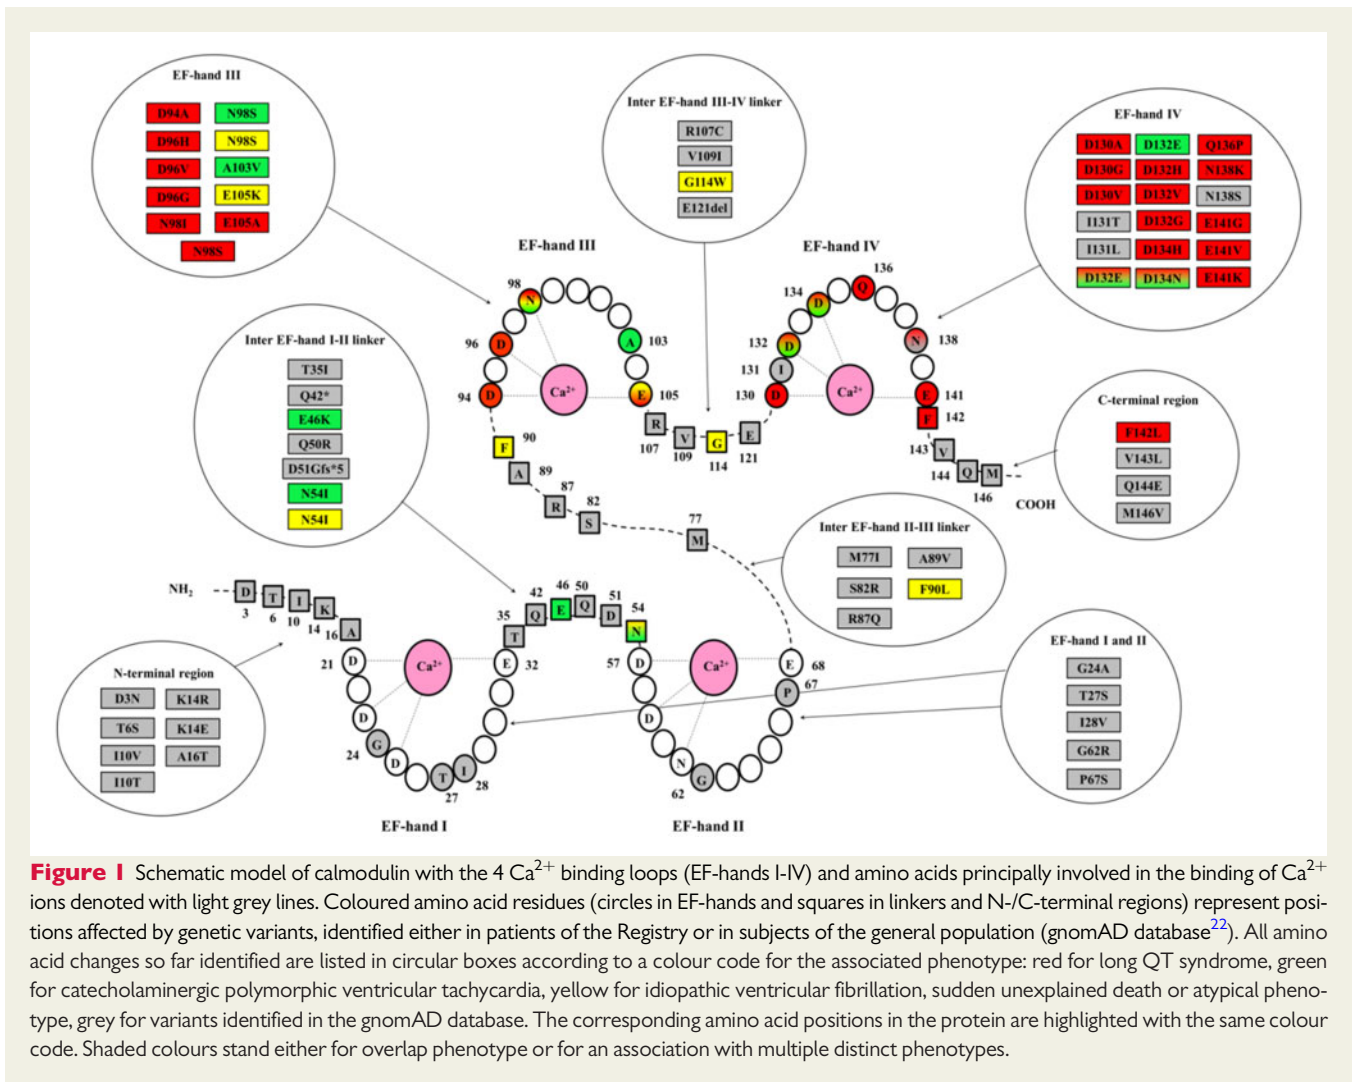 EF-hand III
D94A N98S
D96H N98S
D96V A103V
D96G E105K
N98I E105A
N98S
Inter EF-hand III-IV linker
R107C
V109I
G114W
E121del
EF-hand IV
D130A D132E Q136P
D130G D132H N138K
D130V D132V N138S
I131T D132G E141G
I131L D134H E141V
D132E D134N E141K
EF-hand III
98 N
96 D
94 D
A 103
E 105
Ca2+
EF-hand IV
136
Q
134 D
132 D
131 I
130 D
N 138
E 141
F 142
Ca2+
R
107
V
109
G
114
E
121
143 V
144 Q
M
146
COOH
F 90
A 89
87
R
82
S
77
M
Inter EF-hand I-II linker
T35I
Q42*
E46K
Q50R
D51Gfs*5
N54I
N54I
C-terminal region
F142L
V143L
Q144E
M146V
Inter EF-hand II-III linker
M77I A89V
S82R F90L
R87Q
NH2
D
3
T
6
I
10
K
14
A
16
21 D
D
24 G
D
T
27
I
28
E 32
35
T
42
Q
46
E
50
Q
51
D
54
N
57 D
D
N
62
G
P 67
E 68
Ca2+
Ca2+
EF-hand I
EF-hand II
N-terminal region
D3N K14R
T6S K14E
I10V A16T
I10T
EF-hand I and II
G24A
T27S
I28V
G62R
P67S
Figure 1 Schematic model of calmodulin with the 4 Ca2+ binding loops (EF-hands I-IV) and amino acids principally involved in the binding of Ca2+
ions denoted with light grey lines. Coloured amino acid residues (circles in EF-hands and squares in linkers and N-/C-terminal regions) represent posi-
tions affected by genetic variants, identified either in patients of the Registry or in subjects of the general population (gnomAD database22). All amino
acid changes so far identified are listed in circular boxes according to a colour code for the associated phenotype: red for long QT syndrome, green
for catecholaminergic polymorphic ventricular tachycardia, yellow for idiopathic ventricular fibrillation, sudden unexplained death or atypical pheno-
type, grey for variants identified in the gnomAD database. The corresponding amino acid positions in the protein are highlighted with the same colour
code. Shaded colours stand either for overlap phenotype or for an association with multiple distinct phenotypes.